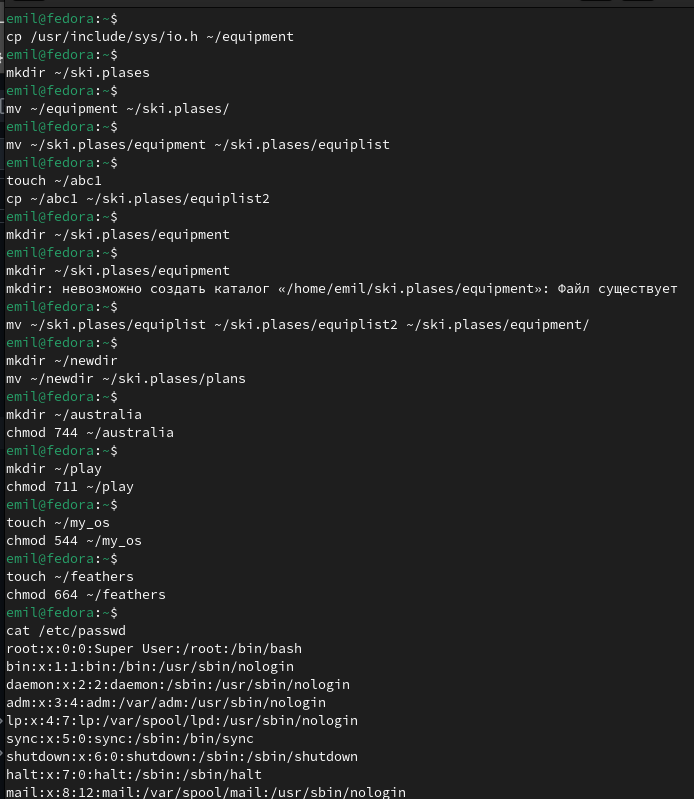 emil@fedora:~$
cp /usr/include/sys/io.h ~/equipment
emil@fedora:~$
mkdir ~/ski.plases
emil@fedora:~$
mv ~/equipment ~/ski.plases/
emil@fedora:~$
mv ~/ski.plases/equipment ~/ski.plases/equiplist
emil@fedora:~$
touch ~/abc1
cp ~/abc1 ~/ski.plases/equiplist2
emil@fedora:~$
mkdir ~/ski.plases/equipment
emil@fedora:~$
mkdir ~/ski.plases/equipment
mkdir: невозможно создать каталог «/home/emil/ski.plases/equipment»: Файл существует
emil@fedora:~$
mv ~/ski.plases/equiplist ~/ski.plases/equiplist2 ~/ski.plases/equipment/
emil@fedora:~$
mkdir ~/newdir
mv ~/newdir ~/ski.plases/plans
emil@fedora:~$
mkdir ~/australia
chmod 744 ~/australia
emil@fedora:~$
mkdir ~/play
chmod 711 ~/play
emil@fedora:~$
touch ~/my_os
chmod 544 ~/my_os
emil@fedora:~$
touch ~/feathers
chmod 664 ~/feathers
emil@fedora:~$
cat /etc/passwd
root:x:0:0:Super User:/root:/bin/bash
bin:x:1:1:bin:/bin:/usr/sbin/nologin
daemon:x:2:2:daemon:/sbin:/usr/sbin/nologin
adm:x:3:4:adm:/var/adm:/usr/sbin/nologin
lp:x:4:7:lp:/var/spool/lpd:/usr/sbin/nologin
sync:x:5:0:sync:/sbin:/bin/sync
shutdown:x:6:0:shutdown:/sbin:/sbin/shutdown
halt:x:7:0:halt:/sbin:/sbin/halt
mail:x:8:12:mail:/var/spool/mail:/usr/sbin/nologin